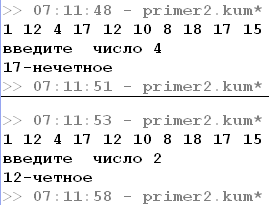 >> 07:11:48 - primer2.kum*
1 12 4 17 12 10 8 18 17 15
введите число 4
17-нечетное
>> 07:11:51 - primer2.kum*
>> 07:11:53 - primer2.kum*
1 12 4 17 12 10 8 18 17 15
введите число 2
12-четное
>> 07:11:58 - primer2.kum*